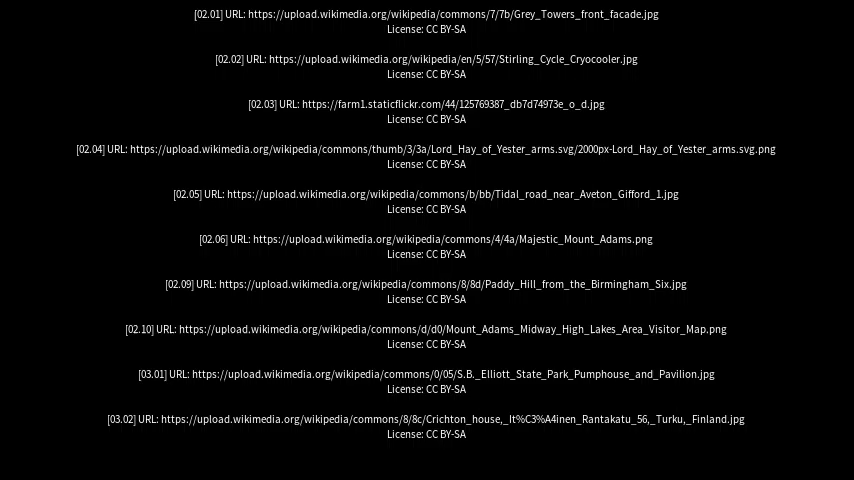 [02.01] URL: https://upload.wikimedia.org/wikipedia/commons/7/7b/Grey_Towers_front_facade.jpg
License: CC BY-SA
[02.02] URL: https://upload.wikimedia.org/wikipedia/en/5/57/Stirling_Cycle_Cryocooler.jpg
License: CC BY-SA
[02.03] URL: https://farm1.staticflickr.com/44/125769387_db7d74973e_o_d.jpg
License: CC BY-SA
[02.04] URL: https://upload.wikimedia.org/wikipedia/commons/thumb/3/3a/Lord_Hay_of_Yester_arms.svg/2000px-Lord_Hay_of_Yester_arms.svg.png
License: CC BY-SA
[02.05] URL: https://upload.wikimedia.org/wikipedia/commons/b/bb/Tidal_road_near_Aveton_Gifford_1.jpg
License: CC BY-SA
[02.06] URL: https://upload.wikimedia.org/wikipedia/commons/4/4a/Majestic_Mount_Adams.png
License: CC BY-SA
[02.09] URL: https://upload.wikimedia.org/wikipedia/commons/8/8d/Paddy_Hill_from_the_Birmingham_Six.jpg
License: CC BY-SA
[02.10] URL: https://upload.wikimedia.org/wikipedia/commons/d/d0/Mount_Adams_Midway_High_Lakes_Area_Visitor_Map.png
License: CC BY-SA
[03.01] URL: https://upload.wikimedia.org/wikipedia/commons/0/05/S.B._Elliott_State_Park_Pumphouse_and_Pavilion.jpg
License: CC BY-SA
[03.02] URL: https://upload.wikimedia.org/wikipedia/commons/8/8c/Crichton_house,_It%C3%A4inen_Rantakatu_56,_Turku,_Finland.jpg
License: CC BY-SA